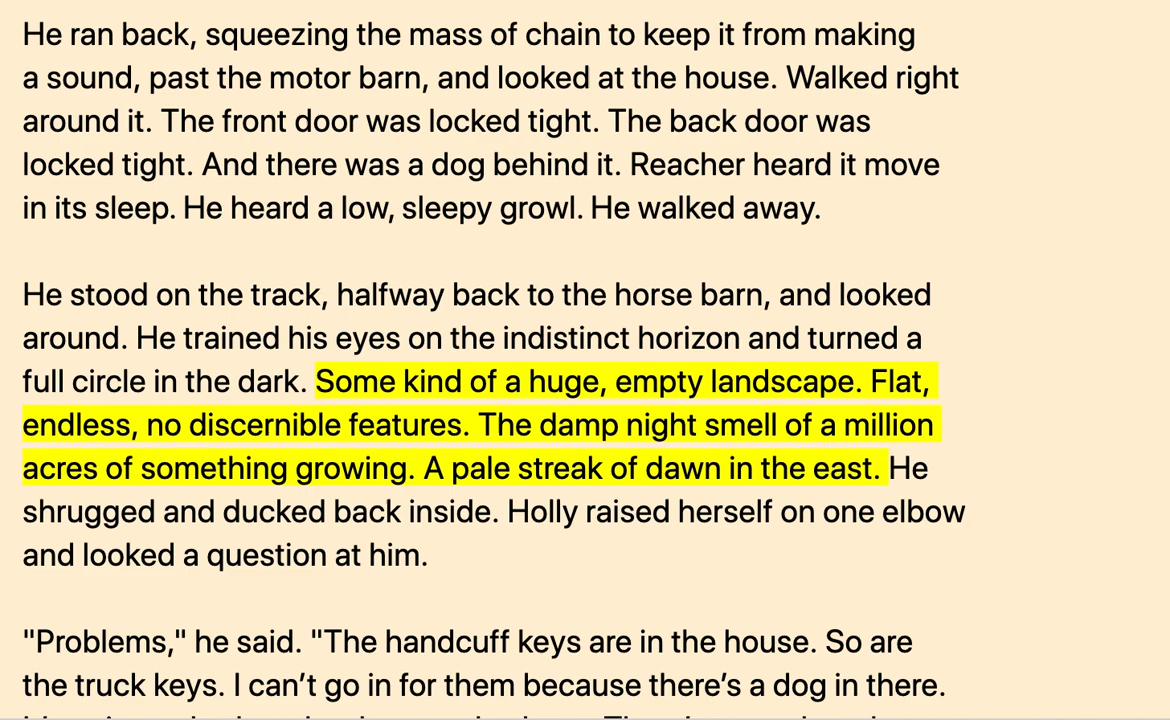 He ran back, squeezing the mass of chain to keep it from making
a sound, past the motor barn, and looked at the house. Walked right
around it. The front door was locked tight. The back door was
locked tight. And there was a dog behind it. Reacher heard it move
in its sleep. He heard a low, sleepy growl. He walked away.
He stood on the track, halfway back to the horse barn, and looked
around. He trained his eyes on the indistinct horizon and turned a
full circle in the dark. Some kind of a huge, empty landscape. Flat,
endless, no discernible features. The damp night smell of a million
acres of something growing. A pale streak of dawn in the east. He
shrugged and ducked back inside. Holly raised herself on one elbow
and looked a question at him.
"Problems," he said. "The handcuff keys are in the house. So are
the truck keys. I can’t go in for them because there’s a dog in there.